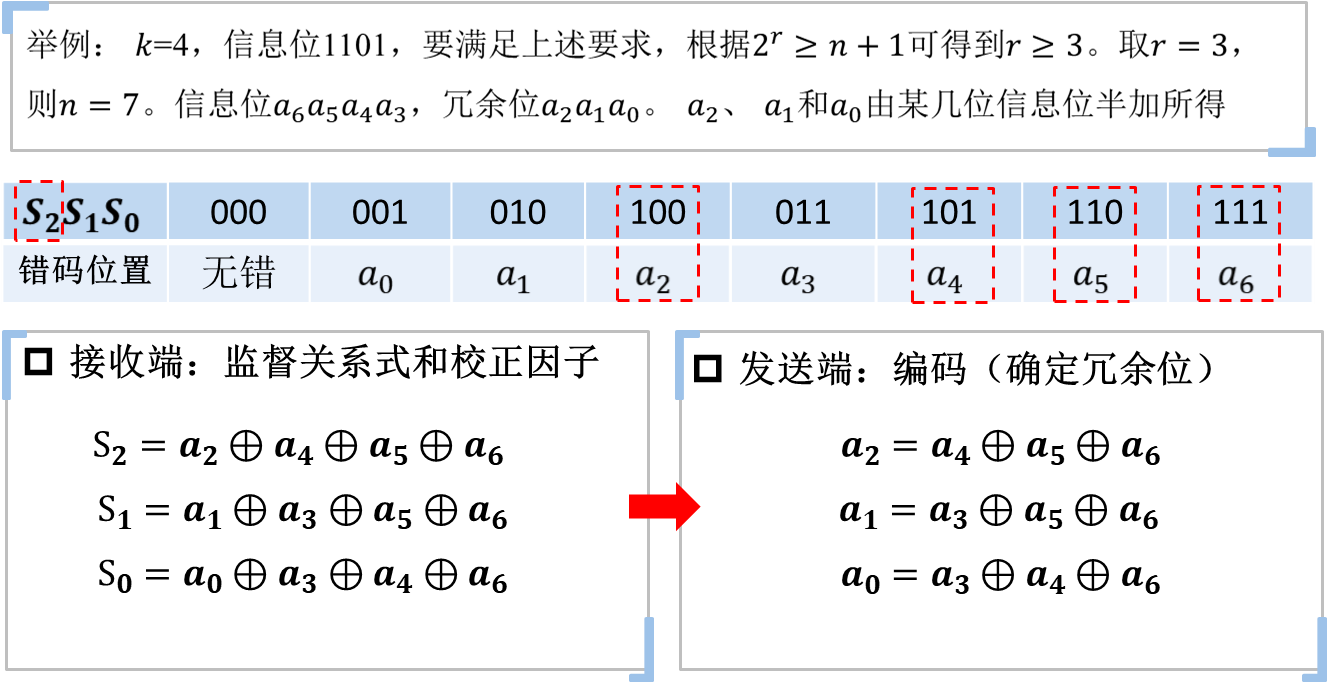 举例： k=4，信息位1101，要满足上述要求，根据2^r ≥ n + 1可得到r ≥ 3。取r = 3，
则n = 7。信息位a₆a₅a₄a₃，冗余位a₂a₁a₀。 a₂、 a₁和a₀由某几位信息位半加所得
S₂S₁S₀ 000 001 010 100 011 101 110 111
错码位置 无错 a₀ a₁ a₂ a₃ a₄ a₅ a₆
接收端：监督关系式和校正因子
S₂ = a₂ ⊕ a₄ ⊕ a₅ ⊕ a₆
S₁ = a₁ ⊕ a₃ ⊕ a₅ ⊕ a₆
S₀ = a₀ ⊕ a₃ ⊕ a₄ ⊕ a₆
发送端：编码（确定冗余位）
a₂ = a₄ ⊕ a₅ ⊕ a₆
a₁ = a₃ ⊕ a₅ ⊕ a₆
a₀ = a₃ ⊕ a₄ ⊕ a₆